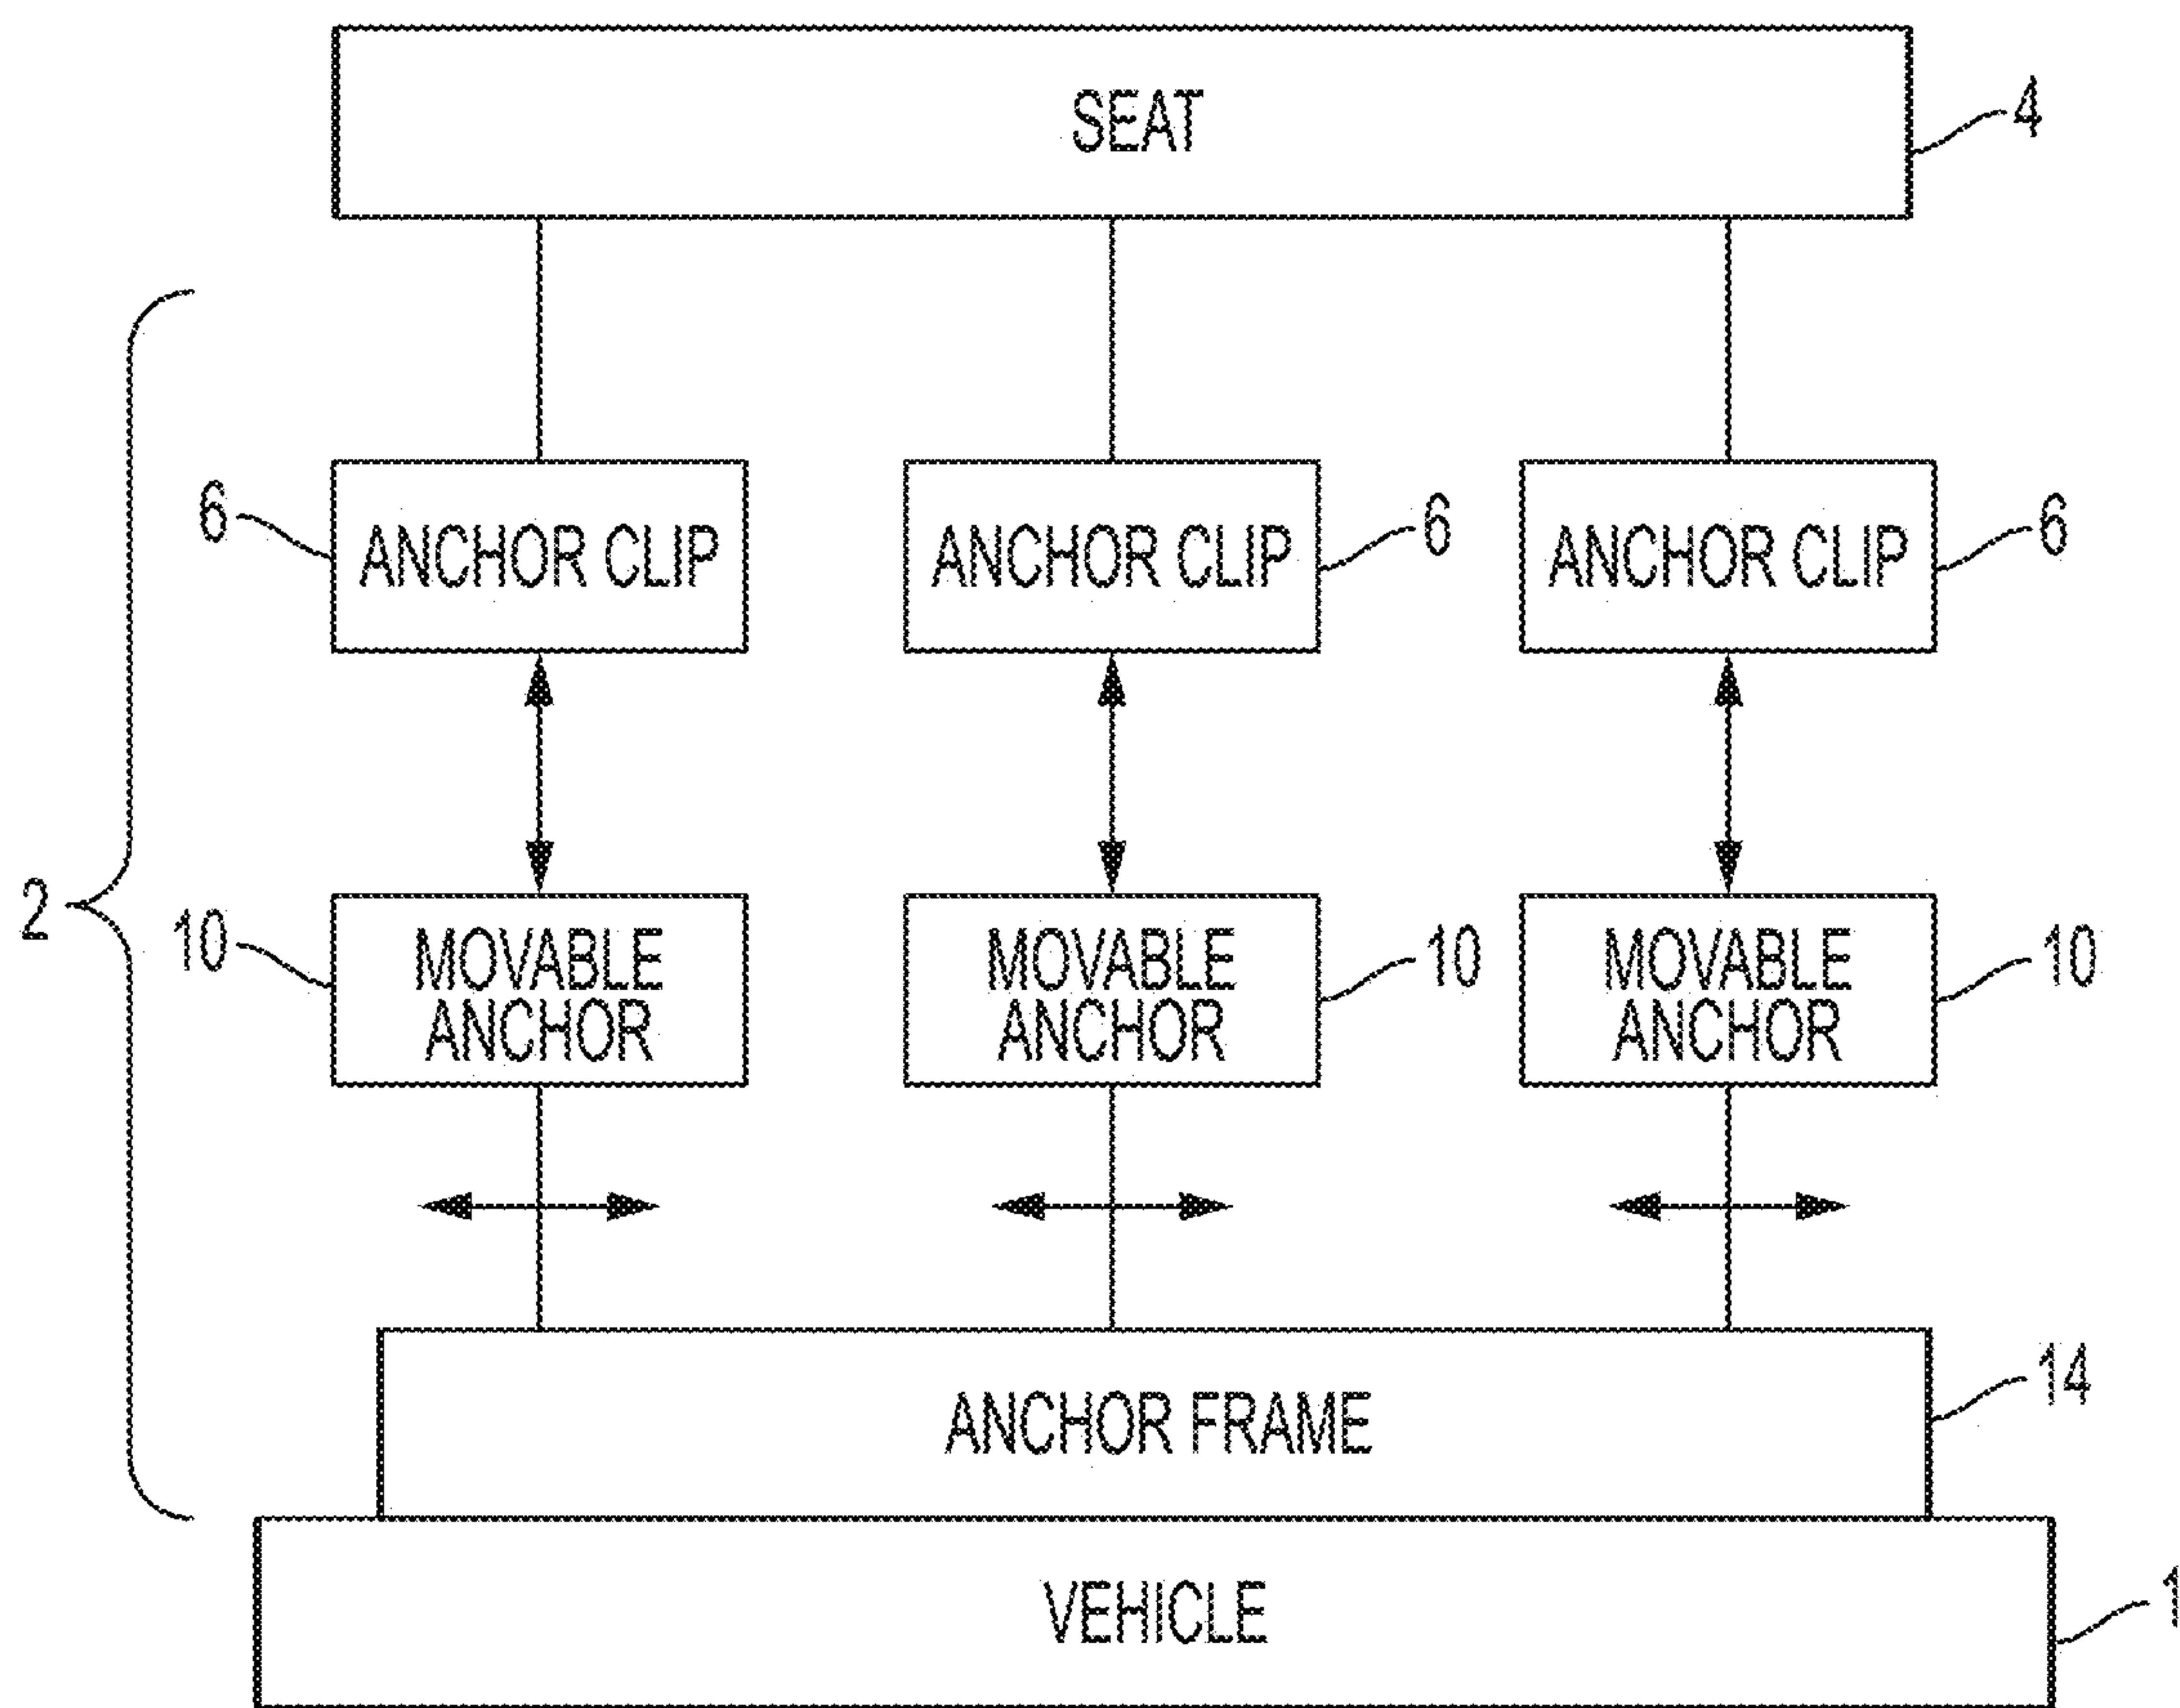 SEAT
4
6
ANCHOR CLIP
ANCHOR CLIP
6
ANCHOR CLIP
6
2
10
MOVABLE
ANCHOR
MOVABLE
ANCHOR
10
MOVABLE
ANCHOR
10
ANCHOR FRAME
14
VEHICLE
1